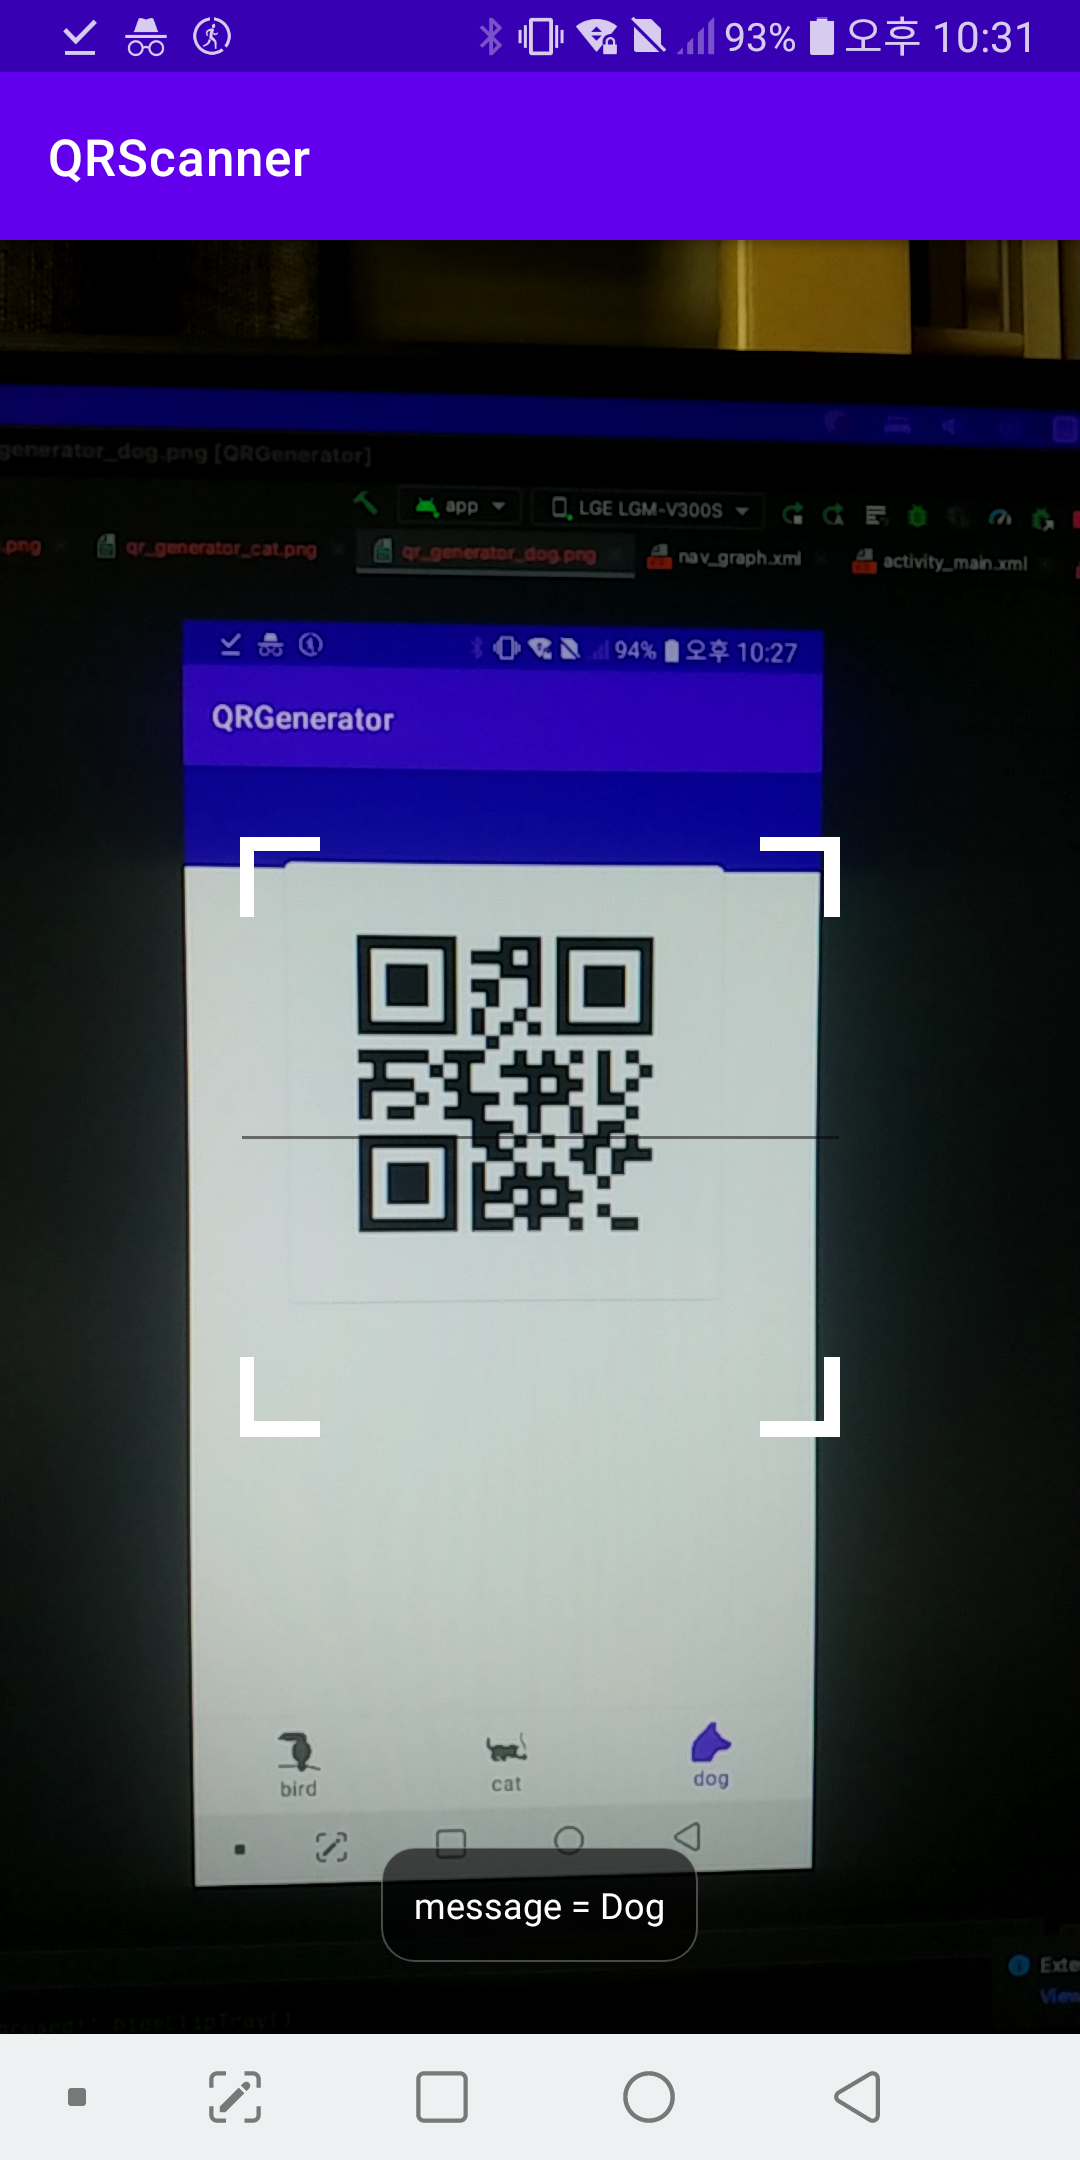 93% 오후 10:31
QRScanner
generator_dog.png [QRGenerator]
app LGE LGM-V300S
.png qr_generator_cat.png qr_generator_dog.png nav_graph.xml activity_main.xml
94% 오후 10:27
QRGenerator
bird cat dog
message = Dog
Exte
View